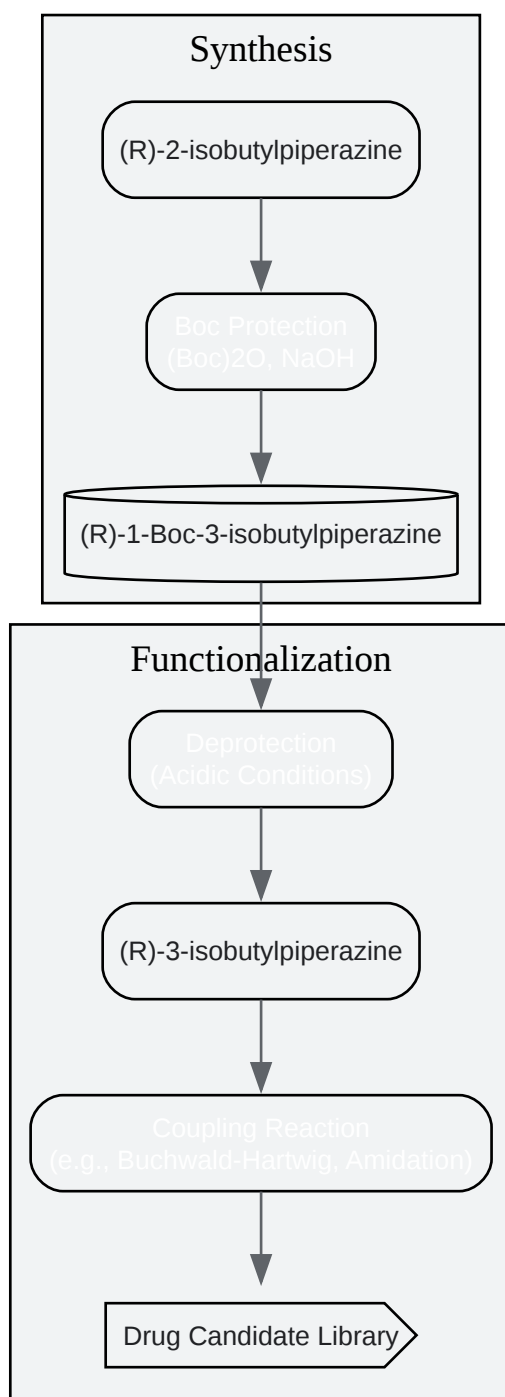 Synthesis
(R)-2-isobutylpiperazine
Boc Protection
(Boc)2O, NaOH
(R)-1-Boc-3-isobutylpiperazine
Functionalization
Deprotection
(Acidic Conditions)
(R)-3-isobutylpiperazine
Coupling Reaction
(e.g., Buchwald-Hartwig, Amidation)
Drug Candidate Library